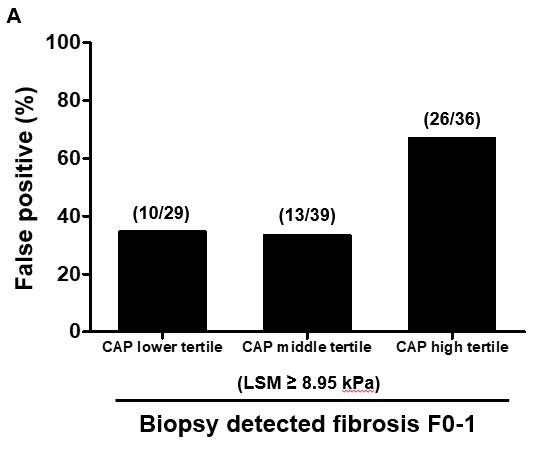 A
False positive (%)
100
80
60
40
20
0
(10/29)
(13/39)
(26/36)
CAP lower tertile
CAP middle tertile
CAP high tertile
(LSM ≥ 8.95 kPa)
Biopsy detected fibrosis F0-1